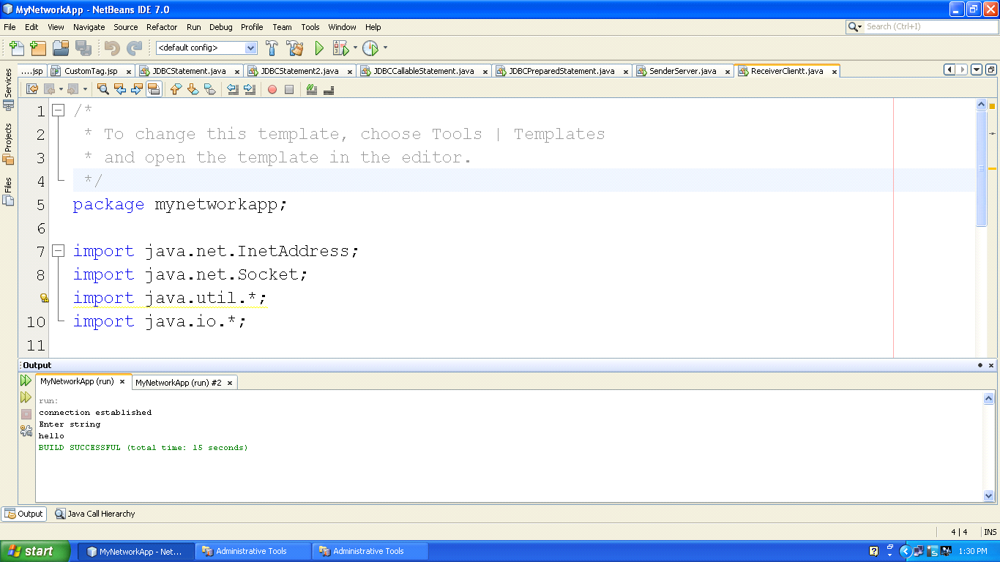 MyNetworkApp - NetBeans IDE 7.0
File Edit View Navigate Source Refactor Run Debug Profile Team Tools Window Help
Search (Ctrl+I)
<default config>
....jsp CustomTag.jsp JDBCStatement.java JDBCStatement2.java JDBCCallableStatement.java JDBCPreparedStatement.java SenderServer.java ReceiverClientt.java
Services
Projects
Files
1 /*
2 * To change this template, choose Tools | Templates
3 * and open the template in the editor.
4 */
5 package mynetworkapp;
6
7 import java.net.InetAddress;
8 import java.net.Socket;
import java.util.*;
10 import java.io.*;
11
Output
MyNetworkApp (run) MyNetworkApp (run) #2
run:
connection established
Enter string
hello
BUILD SUCCESSFUL (total time: 15 seconds)
Output Java Call Hierarchy
4 | 4 INS
start MyNetworkApp - Net... Administrative Tools Administrative Tools 1:30 PM